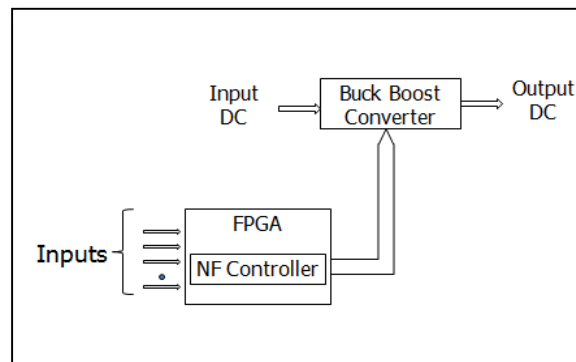 Input
DC
Buck Boost
Converter
Output
DC
FPGA
Inputs
NF Controller